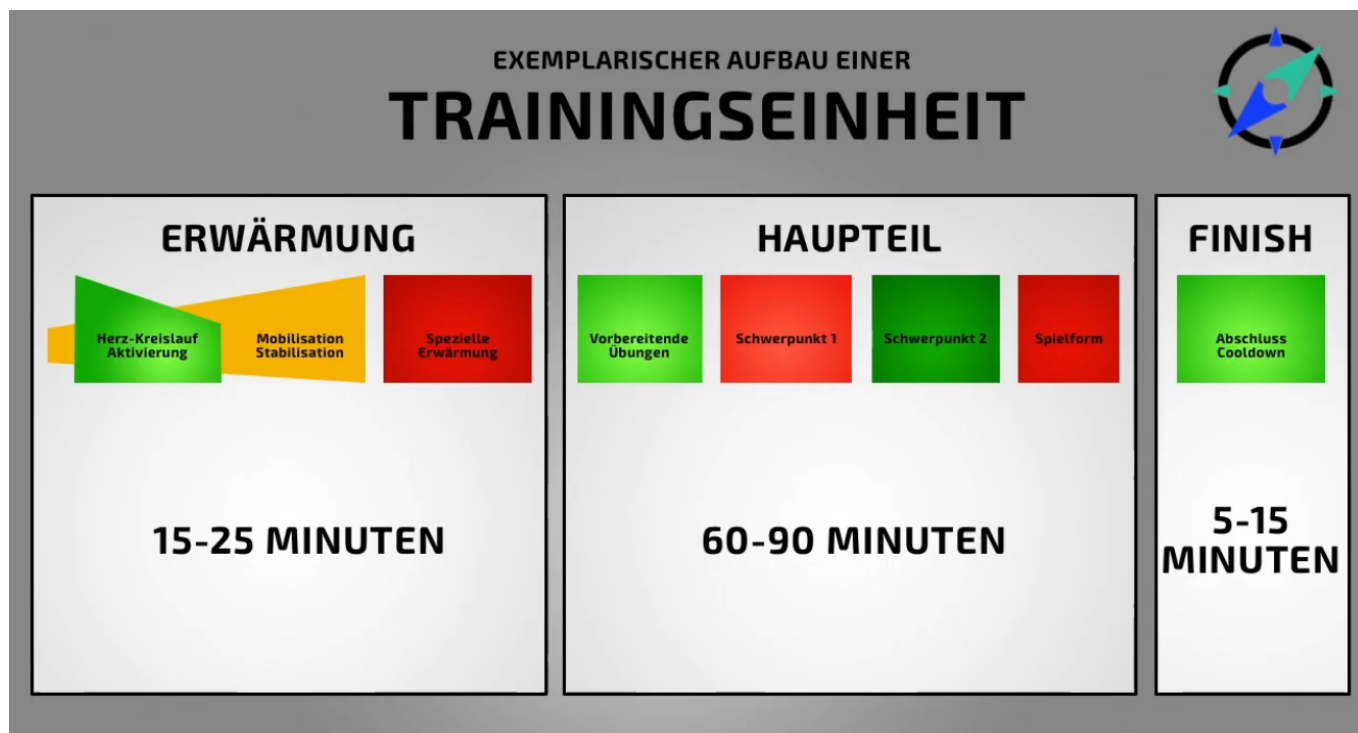 EXEMPLARISCHER AUFBAU EINER
TRAININGSEINHEIT
ERWÄRMUNG
Herz-Kreislauf
Aktivierung
Mobilisation
Stabilisation
Spezielle
Erwärmung
15-25 MINUTEN
HAUPTEIL
Vorbereitende
Übungen
Schwerpunkt 1
Schwerpunkt 2
Spielform
60-90 MINUTEN
FINISH
Abschluss
Cooldown
5-15
MINUTEN